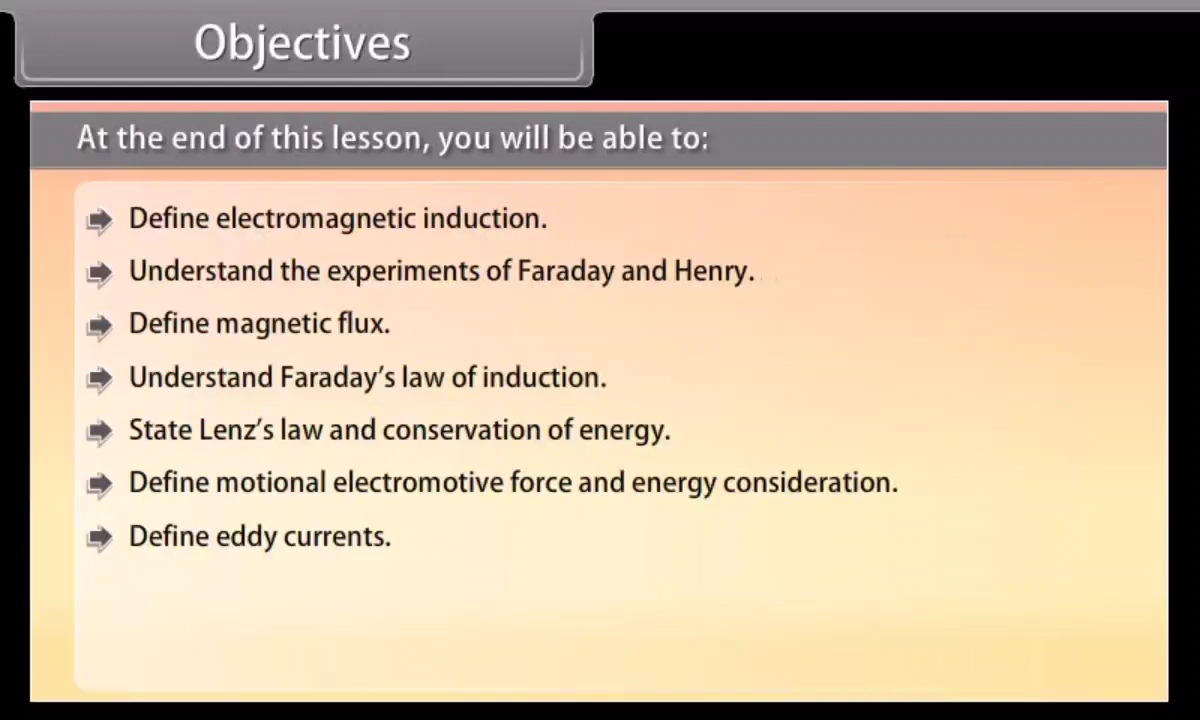 Objectives
At the end of this lesson, you will be able to:
Define electromagnetic induction.
Understand the experiments of Faraday and Henry.
Define magnetic flux.
Understand Faraday’s law of induction.
State Lenz’s law and conservation of energy.
Define motional electromotive force and energy consideration.
Define eddy currents.